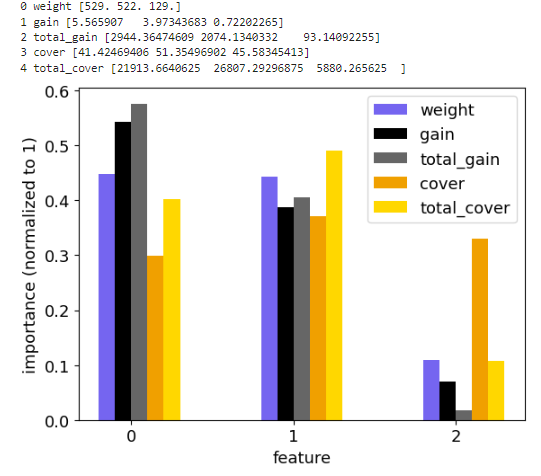 0 weight [529. 522. 129.]
1 gain [5.565907   3.97343683 0.72202265]
2 total_gain [2944.36474609 2074.1340332    93.14092255]
3 cover [41.42469406 51.35496902 45.58345413]
4 total_cover [21913.6640625  26807.29296875  5880.265625  ]
0.6
0.5
0.4
0.3
0.2
0.1
0.0
importance (normalized to 1)
weight
gain
total_gain
cover
total_cover
0 1 2
feature